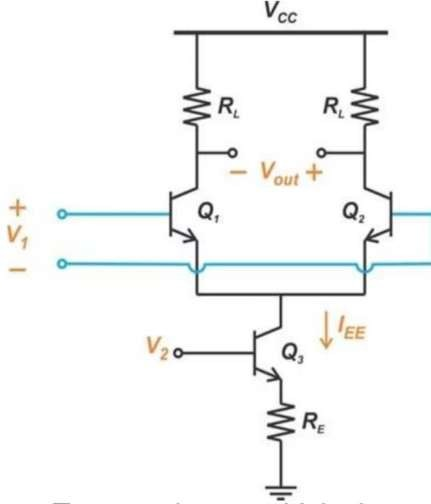 V_CC
R_L R_L
- V_out +
+ Q_1 Q_2
V_1
-
I_EE
V_2 Q_3
R_E